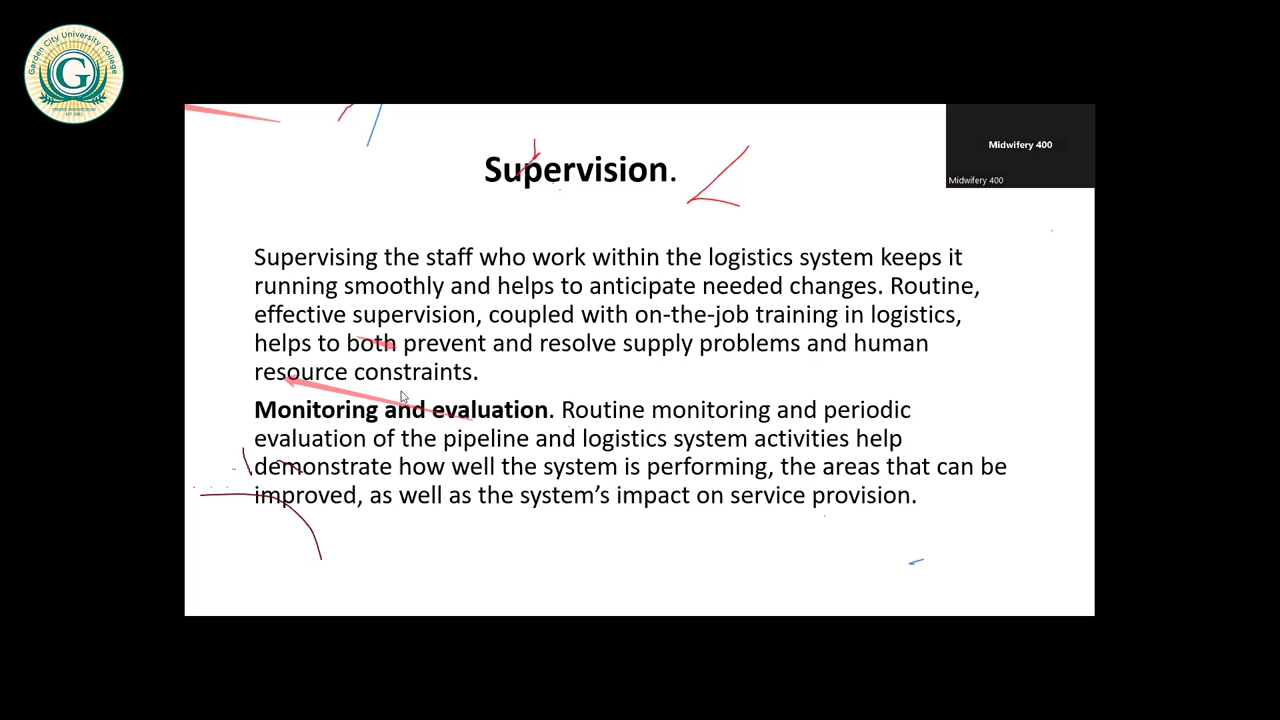 Garden City University College
G
Midwifery 400
Midwifery 400
Supervision.
Supervising the staff who work within the logistics system keeps it
running smoothly and helps to anticipate needed changes. Routine,
effective supervision, coupled with on-the-job training in logistics,
helps to both prevent and resolve supply problems and human
resource constraints.
Monitoring and evaluation. Routine monitoring and periodic
evaluation of the pipeline and logistics system activities help
demonstrate how well the system is performing, the areas that can be
improved, as well as the system’s impact on service provision.